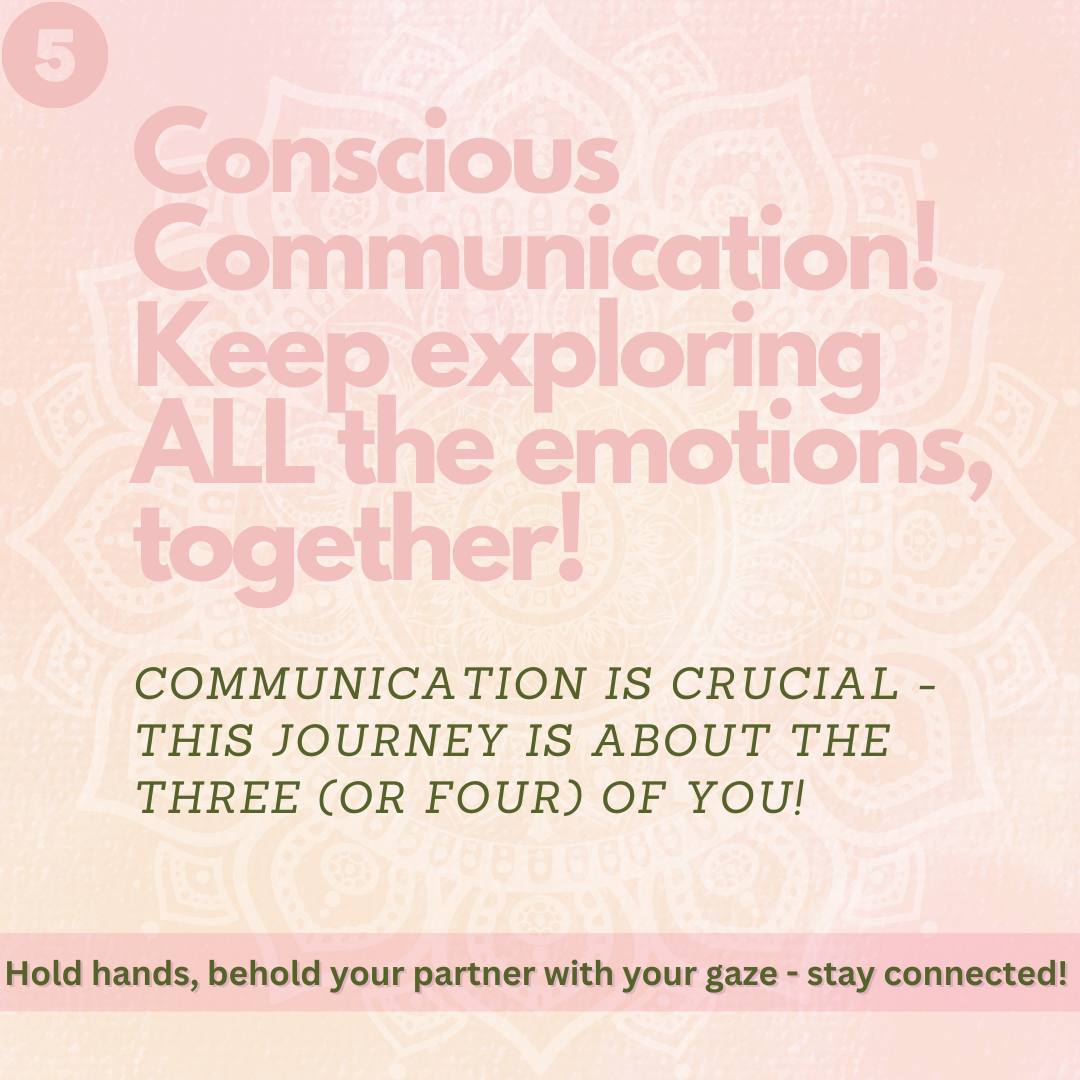 5
Conscious
Communication!
Keep exploring
ALL the emotions,
together!
COMMUNICATION IS CRUCIAL -
THIS JOURNEY IS ABOUT THE
THREE (OR FOUR) OF YOU!
Hold hands, behold your partner with your gaze - stay connected!